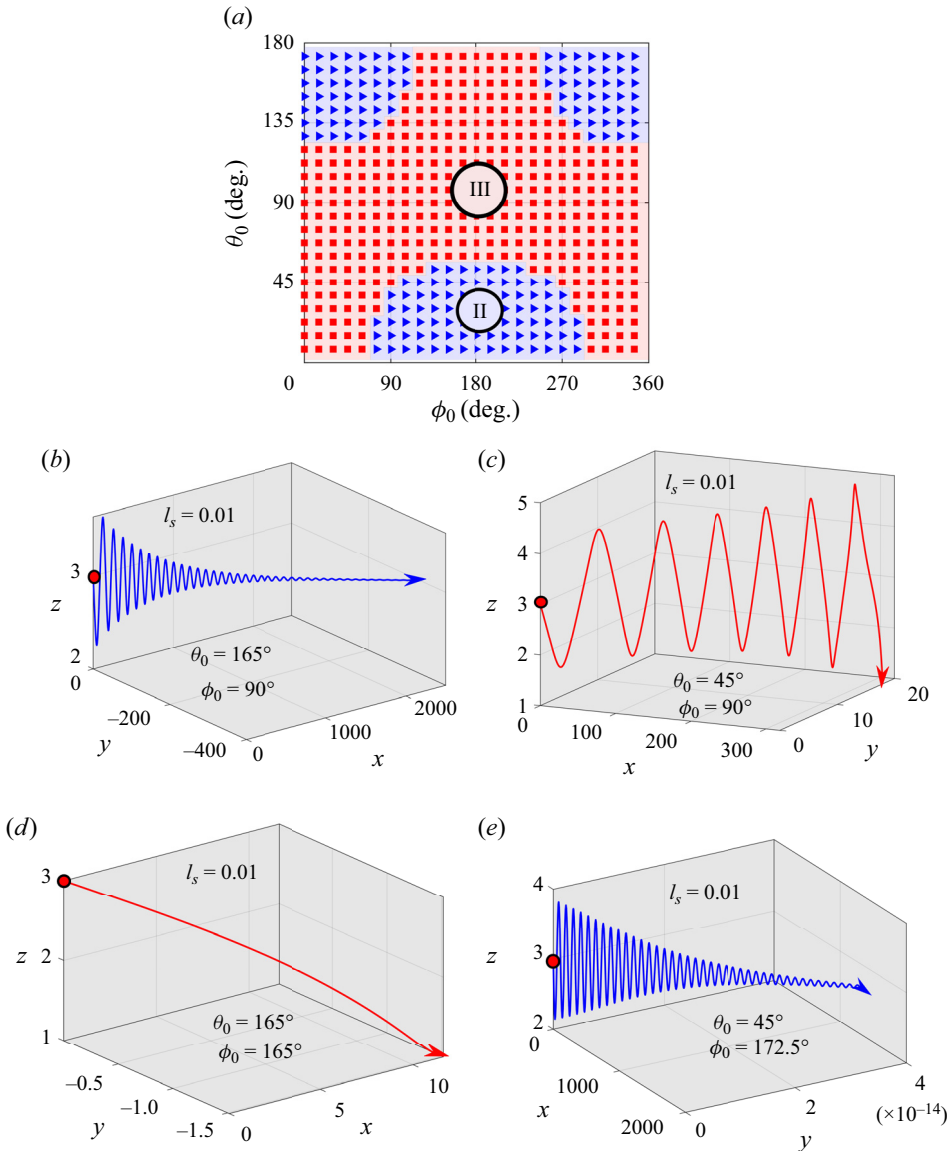 (a)
180
135
90
45
0
90
180
270
360
θ0 (deg.)
ϕ0 (deg.)
III
II
(b)
ls = 0.01
3
z
2
0
−200
y
−400
0
1000
x
2000
θ0 = 165°
ϕ0 = 90°
(c)
ls = 0.01
5
4
z
3
2
1
0
100
x
200
300
0
10
y
20
θ0 = 45°
ϕ0 = 90°
(d)
ls = 0.01
3
z
2
1
−0.5
y
−1.0
−1.5
0
5
x
10
θ0 = 165°
ϕ0 = 165°
(e)
ls = 0.01
4
z
3
2
0
x
1000
2000
0
2
y
4
(×10−14)
θ0 = 45°
ϕ0 = 172.5°